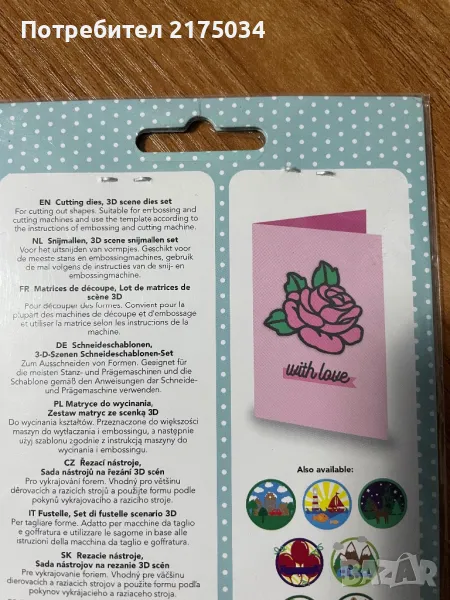 Потребител 2175034
EN Cutting dies, 3D scene dies set
For cutting out shapes. Suitable for embossing and
cutting machines and use the template according to
the instructions of embossing and cutting machine.
NL Snijmallen, 3D scene snijmallen set
Voor het uitsnijden van vormpjes. Geschikt voor
de meeste stans en embossingmachines, gebruik
de mal volgens de instructies van de snij- en
embossingmachine.
FR Matrices de découpe, Lot de matrices de
scène 3D
Pour découper des formes. Convient pour la
plupart des machines de découpe et d'embossage
et utiliser la matrice selon les instructions de la
machine.
DE Schneideschablonen,
3-D-Szenen Schneideschablonen-Set
Zum Ausschneiden von Formen. Geeignet für
die meisten Stanz- und Prägemaschinen und die
Schablone gemäß den Anweisungen dar Schneide-
und Prägemaschine verwenden.
PL Matryce do wycinania,
Zestaw matryc ze scenką 3D
Do wycinania kształtów. Przeznaczone do większości
maszyn do wytłaczania i embossingu, a następnie
użyj szablonu zgodnie z instrukcją maszyny do
wycinania i embossingu.
CZ Řezací nástroje,
Sada nástrojů na řezání 3D scén
Pro vykrajování forem. Vhodný pro většinu
děrovacích a razicích strojů a použijte formu podle
pokynů vykrajovacího a razicího stroje.
IT Fustelle, Set di fustelle scenario 3D
Per tagliare forme. Adatto per macchine da taglio
e goffratura e utilizzare le sagome in base alle
istruzioni della macchina da taglio e goffratura.
SK Rezacie nástroje,
Sada nástrojov na rezanie 3D scén
Pre vykrajovanie foriem. Vhodný pre väčšinu
dierovacích a raziacich strojov a použite formu podľa
pokynov vykrajovacieho a raziaceho stroja.
with love
Also available:
BAZAR